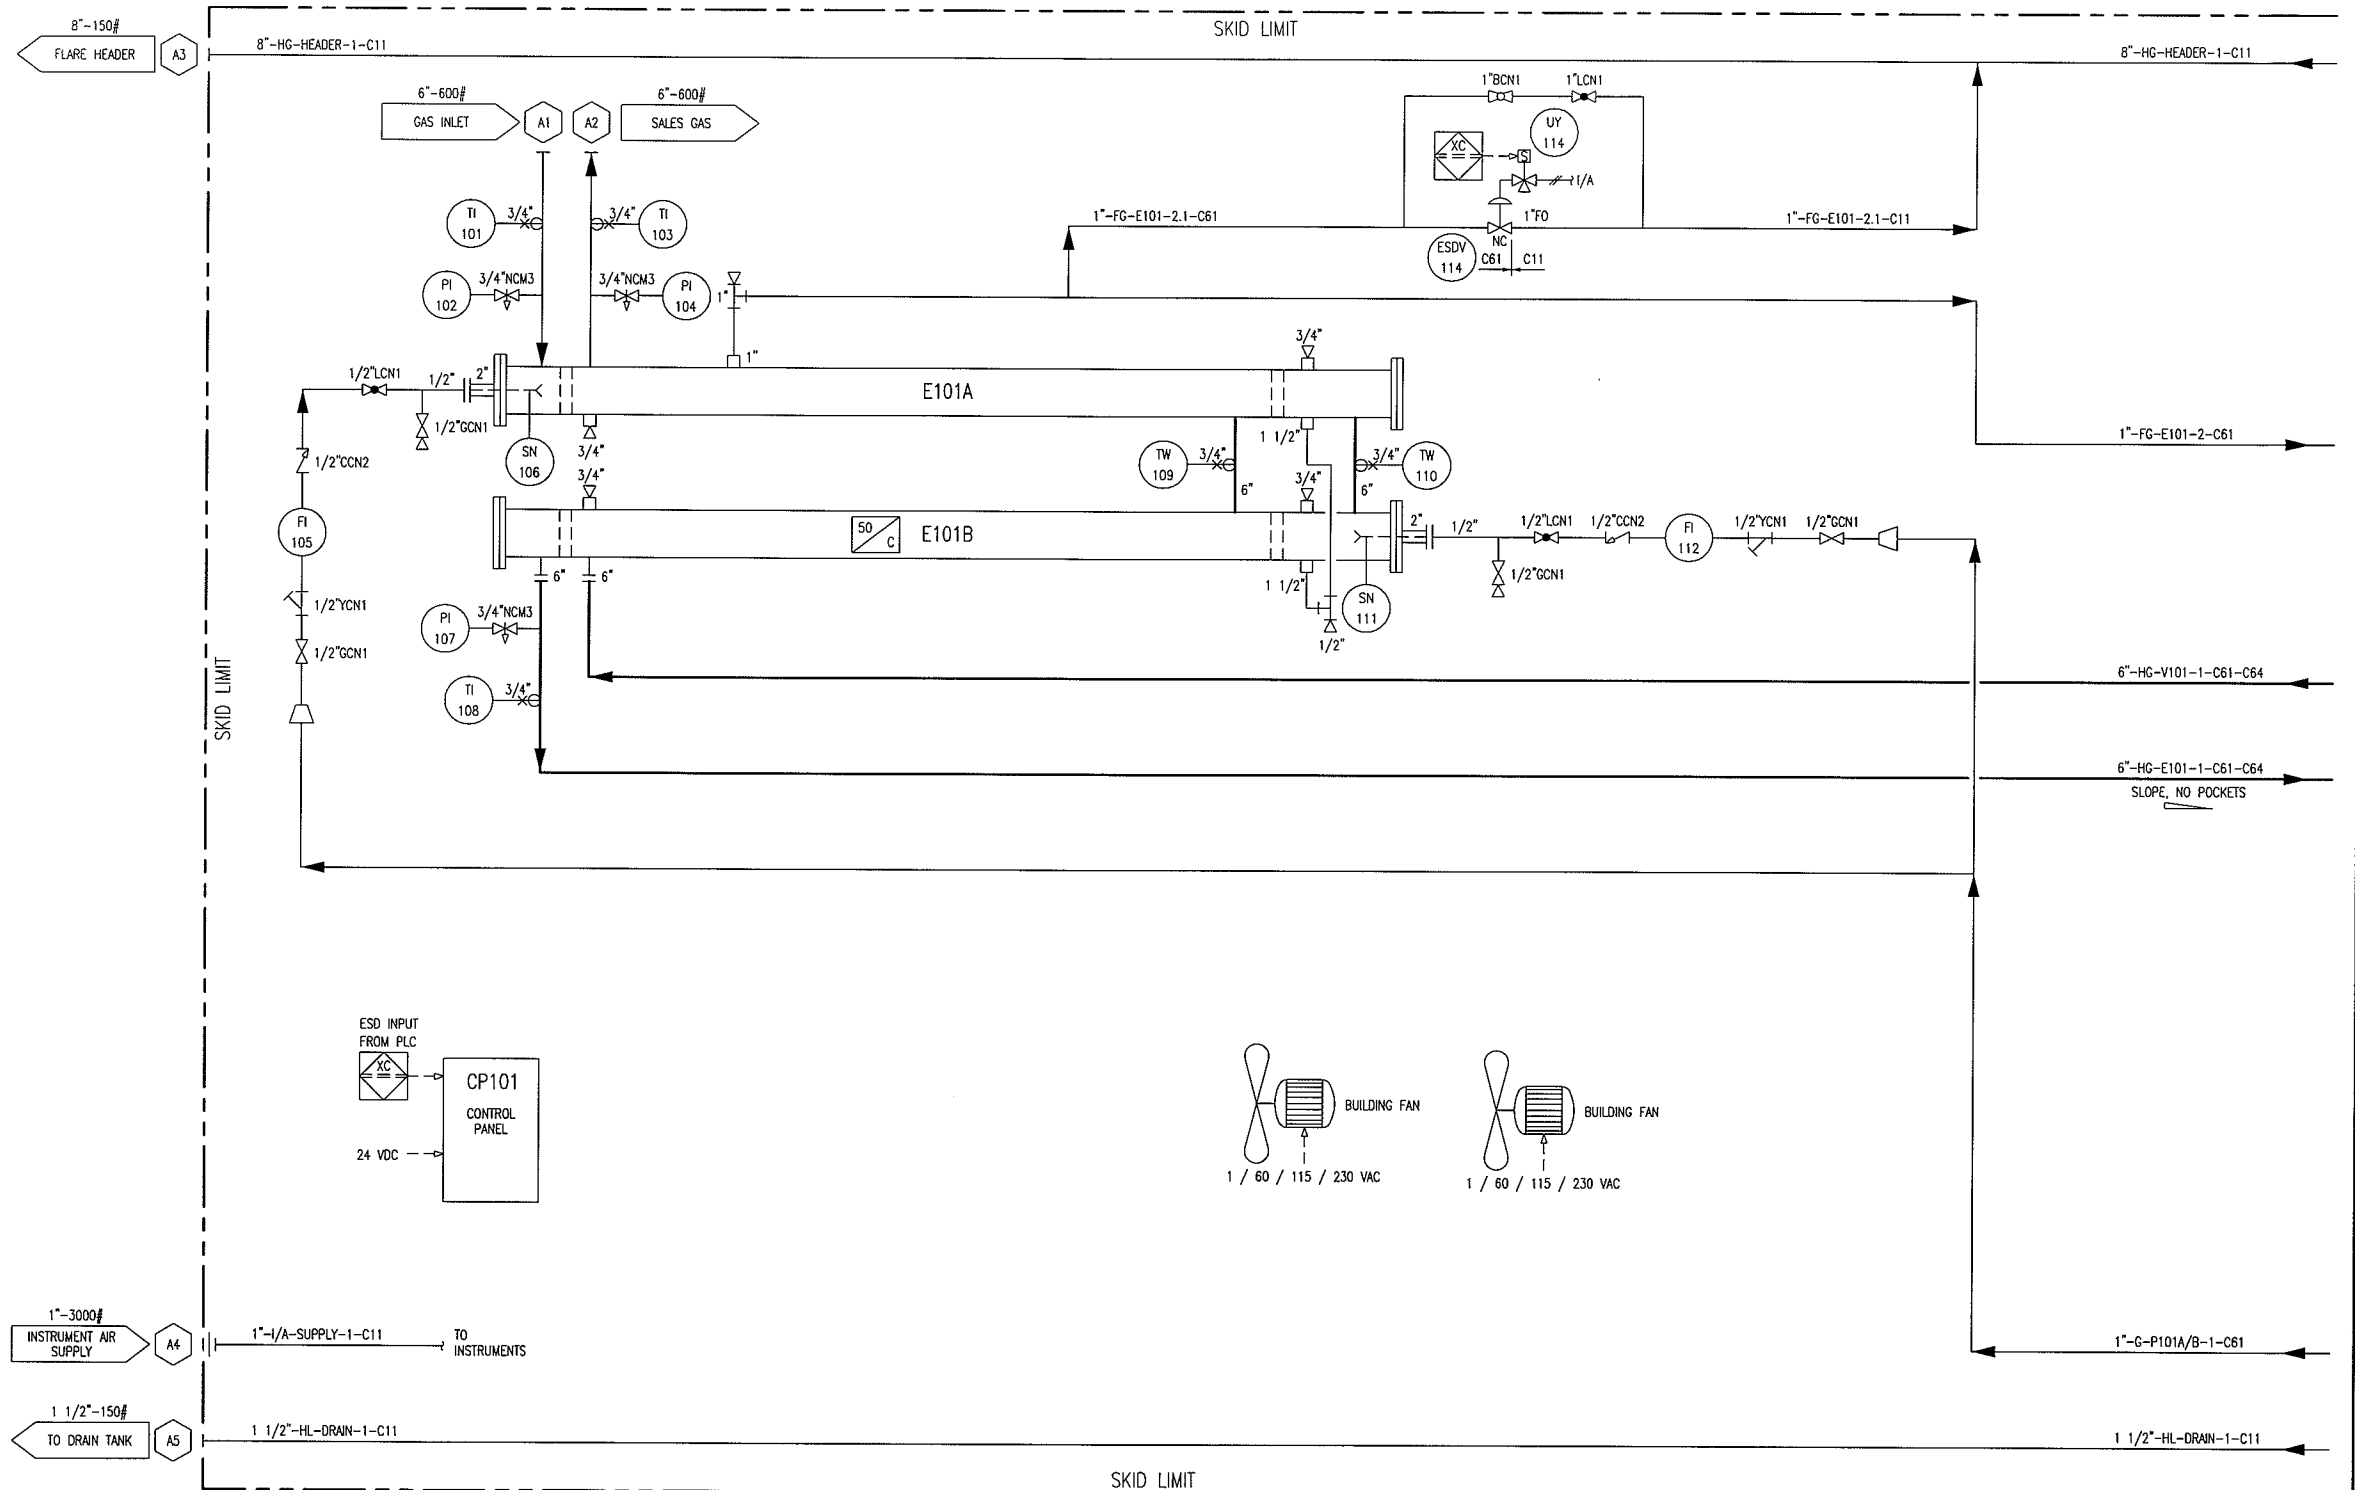 SKID LIMIT
8"-150#
FLARE HEADER
A3
8"-HG-HEADER-1-C11
8"-HG-HEADER-1-C11
6"-600#
GAS INLET
A1
A2
6"-600#
SALES GAS
1"BCN1
1"LCN1
UY
114
XC
S
I/A
TI
101
3/4"
3/4"
TI
103
1"-FG-E101-2.1-C61
1"FO
NC
1"-FG-E101-2.1-C11
ESDV
114
C61
C11
PI
102
3/4"NCM3
3/4"NCM3
PI
104
1"
1"
3/4"
1/2"LCN1
1/2"
2"
E101A
1/2"GCN1
SN
106
3/4"
3/4"
1 1/2"
1"-FG-E101-2-C61
1/2"CCN2
TW
109
3/4"
6"
3/4"
TW
110
3/4"
6"
FI
105
50
C
E101B
2"
1/2"
1/2"LCN1
1/2"CCN2
FI
112
1/2"YCN1
1/2"GCN1
1/2"GCN1
6"
6"
1 1/2"
SN
111
1/2"
1/2"YCN1
PI
107
3/4"NCM3
1/2"GCN1
SKID LIMIT
TI
108
3/4"
6"-HG-V101-1-C61-C64
6"-HG-E101-1-C61-C64
SLOPE, NO POCKETS
ESD INPUT
FROM PLC
XC
CP101
CONTROL
PANEL
24 VDC
BUILDING FAN
1 / 60 / 115 / 230 VAC
BUILDING FAN
1 / 60 / 115 / 230 VAC
1"-3000#
INSTRUMENT AIR
SUPPLY
A4
1"-I/A-SUPPLY-1-C11
TO
INSTRUMENTS
1"-G-P101A/B-1-C61
1 1/2"-150#
TO DRAIN TANK
A5
1 1/2"-HL-DRAIN-1-C11
1 1/2"-HL-DRAIN-1-C11
SKID LIMIT